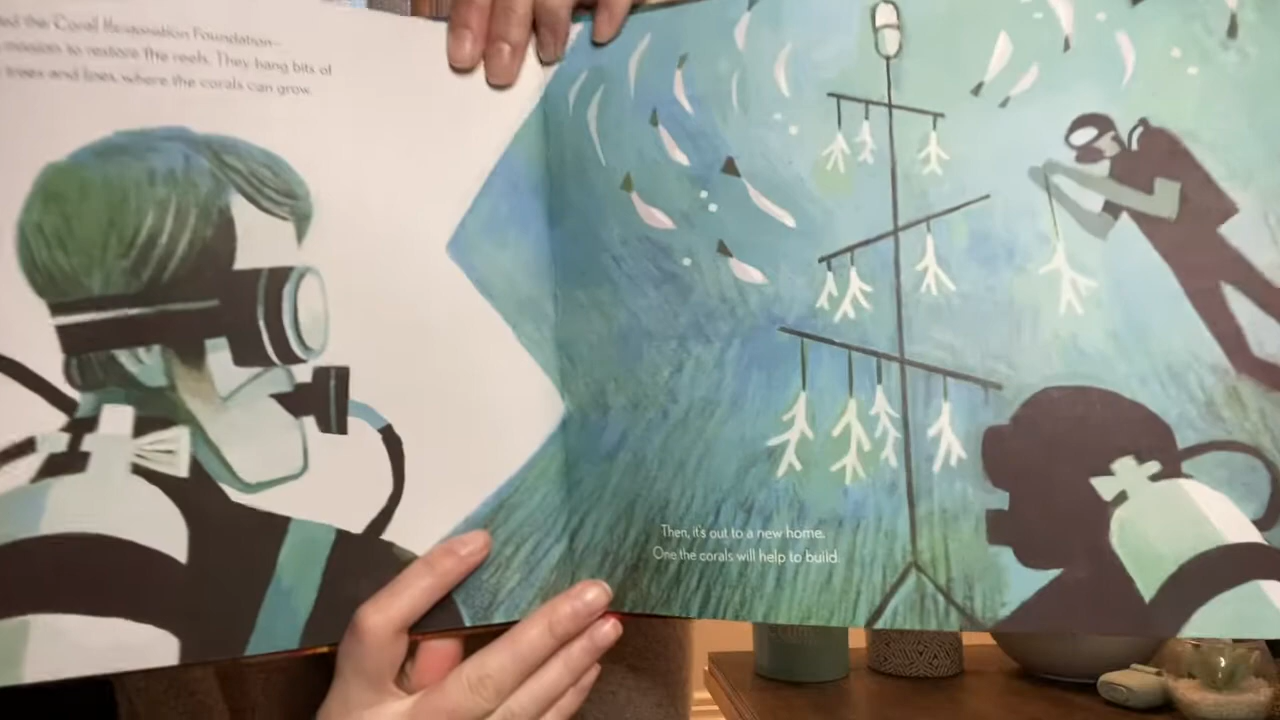 ed the Coral Restoration Foundation—
mission to restore the reefs. They hang bits of
trees and lines where the corals can grow.
Then, it's out to a new home.
One the corals will help to build.